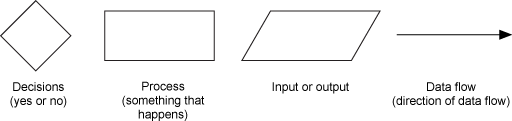 Decisions
(yes or no)
Process
(something that
happens)
Input or output
Data flow
(direction of data flow)